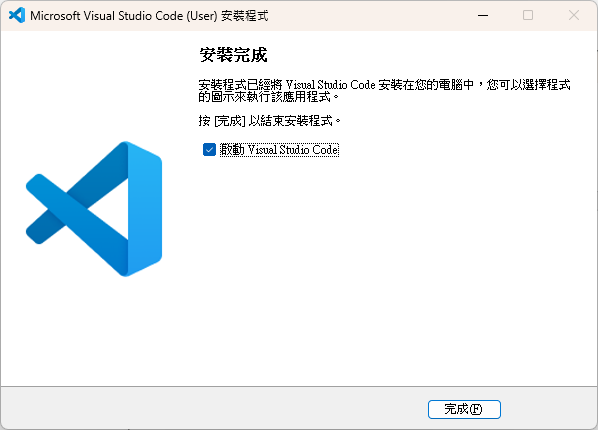 Microsoft Visual Studio Code (User) 安裝程式
安裝完成
安裝程式已經將 Visual Studio Code 安裝在您的電腦中，您可以選擇程式
的圖示來執行該應用程式。
按 [完成] 以結束安裝程式。
啟動 Visual Studio Code
完成(F)